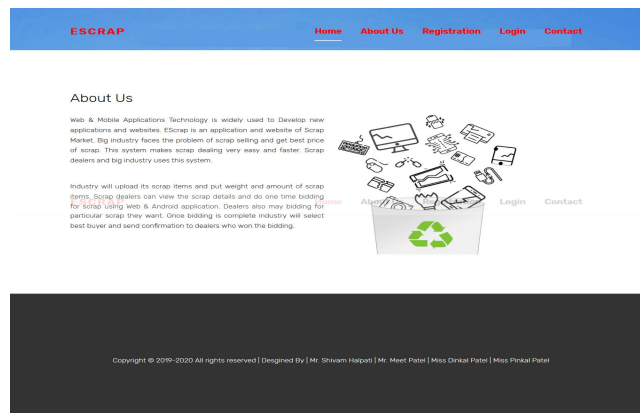 ESCRAP Home About Us Registration Login Contact
About Us
Web & Mobile Applications Technology is widely used to Develop new
applications and websites. EScrap is an application and website of Scrap
Market. Big industry faces the problem of scrap selling and get best price
of scrap. This system makes scrap dealing very easy and faster. Scrap
dealers and big industry uses this system.
Industry will upload its scrap items and put weight and amount of scrap
items. Scrap dealers can view the scrap details and do one time bidding
for scrap using Web & Android application. Dealers also may bidding for
particular scrap they want. Once bidding is complete industry will select
best buyer and send confirmation to dealers who won the bidding.
ESCRAP Home About Us Registration Login Contact
Copyright © 2019-2020 All rights reserved | Desgined By | Mr. Shivam Halpati | Mr. Meet Patel | Miss Dinkal Patel | Miss Pinkal Patel